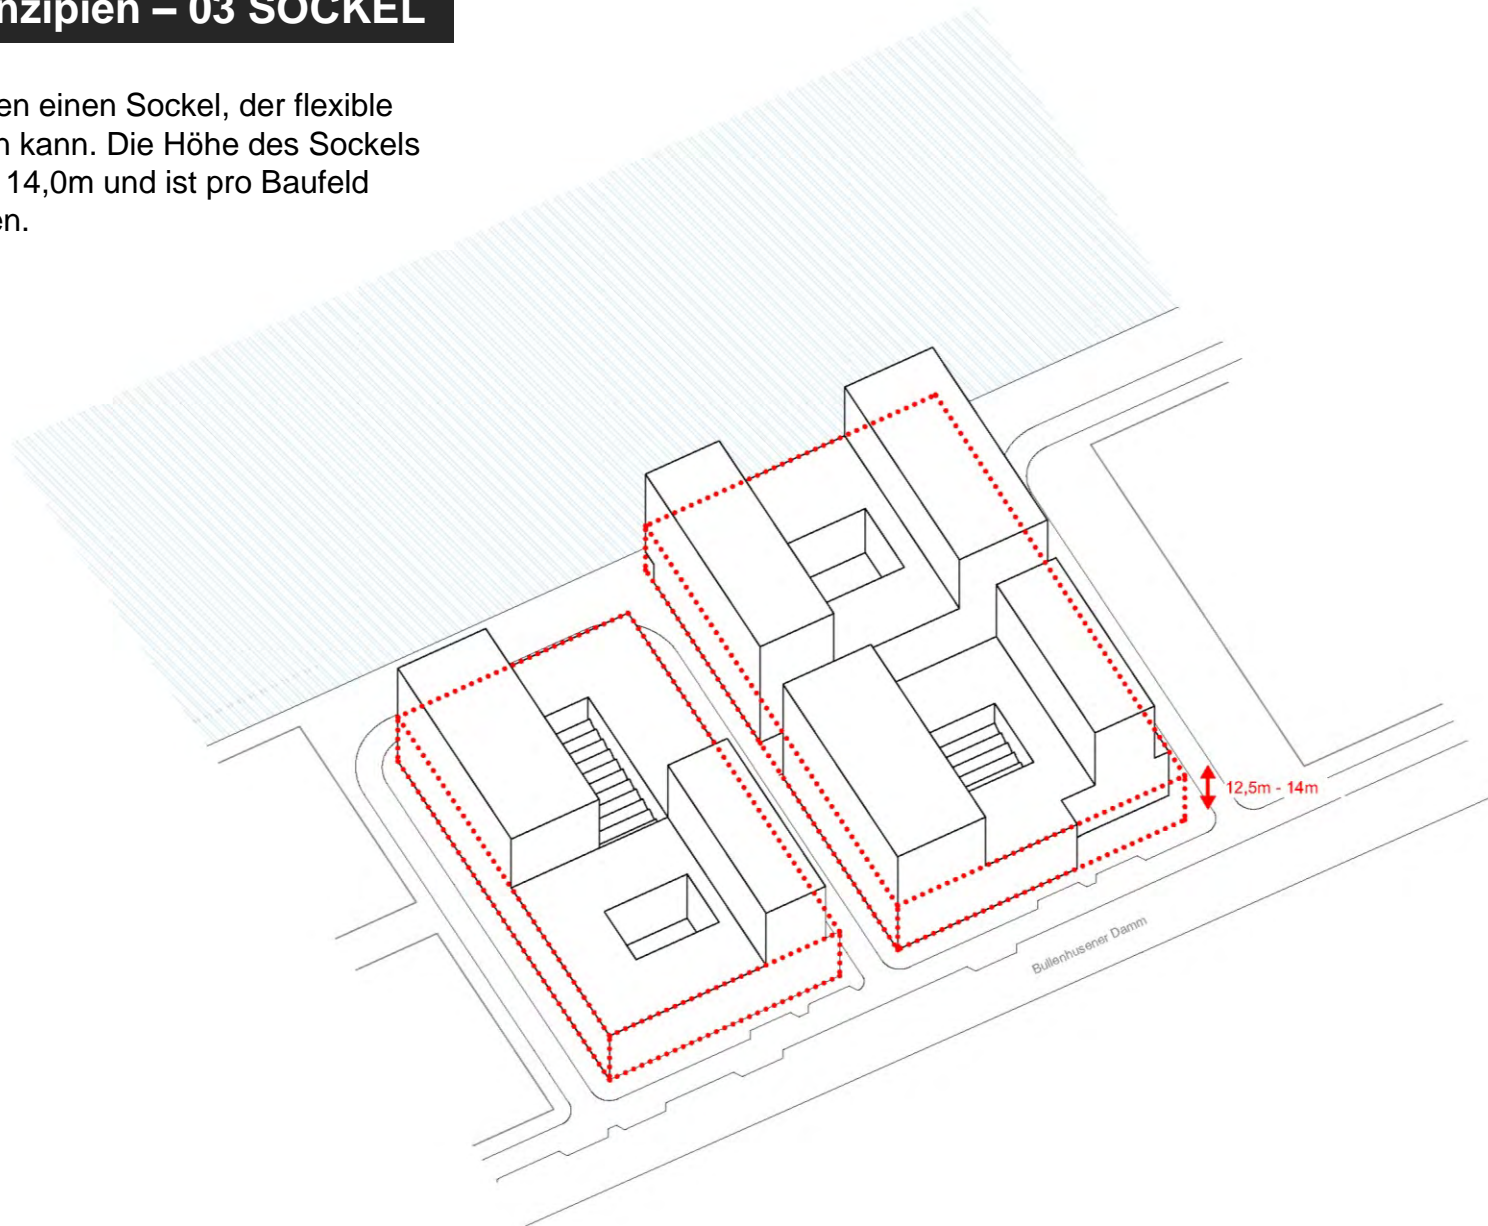 nzipien – 03 SOCKEL
en einen Sockel, der flexible
n kann. Die Höhe des Sockels
14,0m und ist pro Baufeld
en.
12,5m - 14m
Bullenhusener Damm